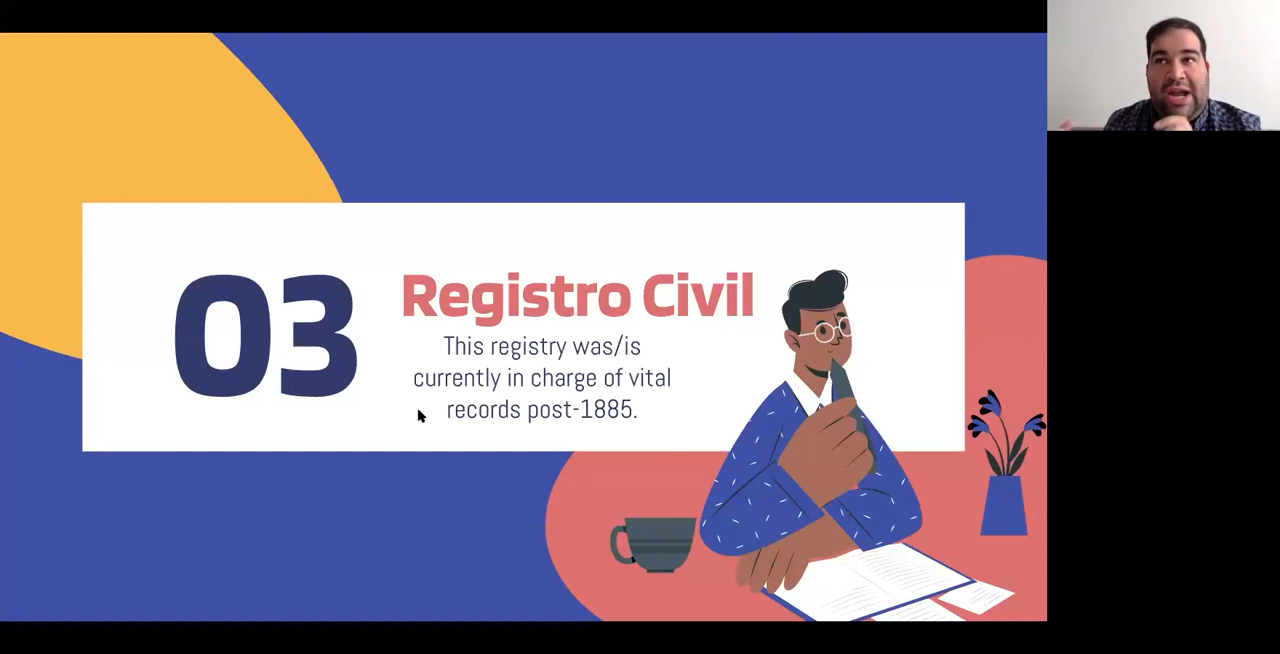 03
Registro Civil
This registry was/is
currently in charge of vital
records post-1885.